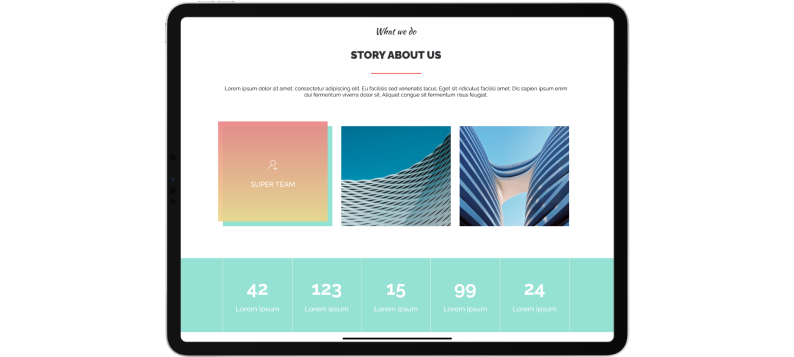 What we do
STORY ABOUT US
Lorem ipsum dolor sit amet, consectetur adipiscing elit. Eu facilisis sed venenatis lacus. Eget sit ridiculus facilisi amet. Dis sapien ipsum enim
dui fermentum viverra dolor sit. Aliquet congue sit fermentum risus feugiat.
SUPER TEAM
42 123 15 99 24
Lorem ipsum Lorem ipsum Lorem ipsum Lorem ipsum Lorem ipsum